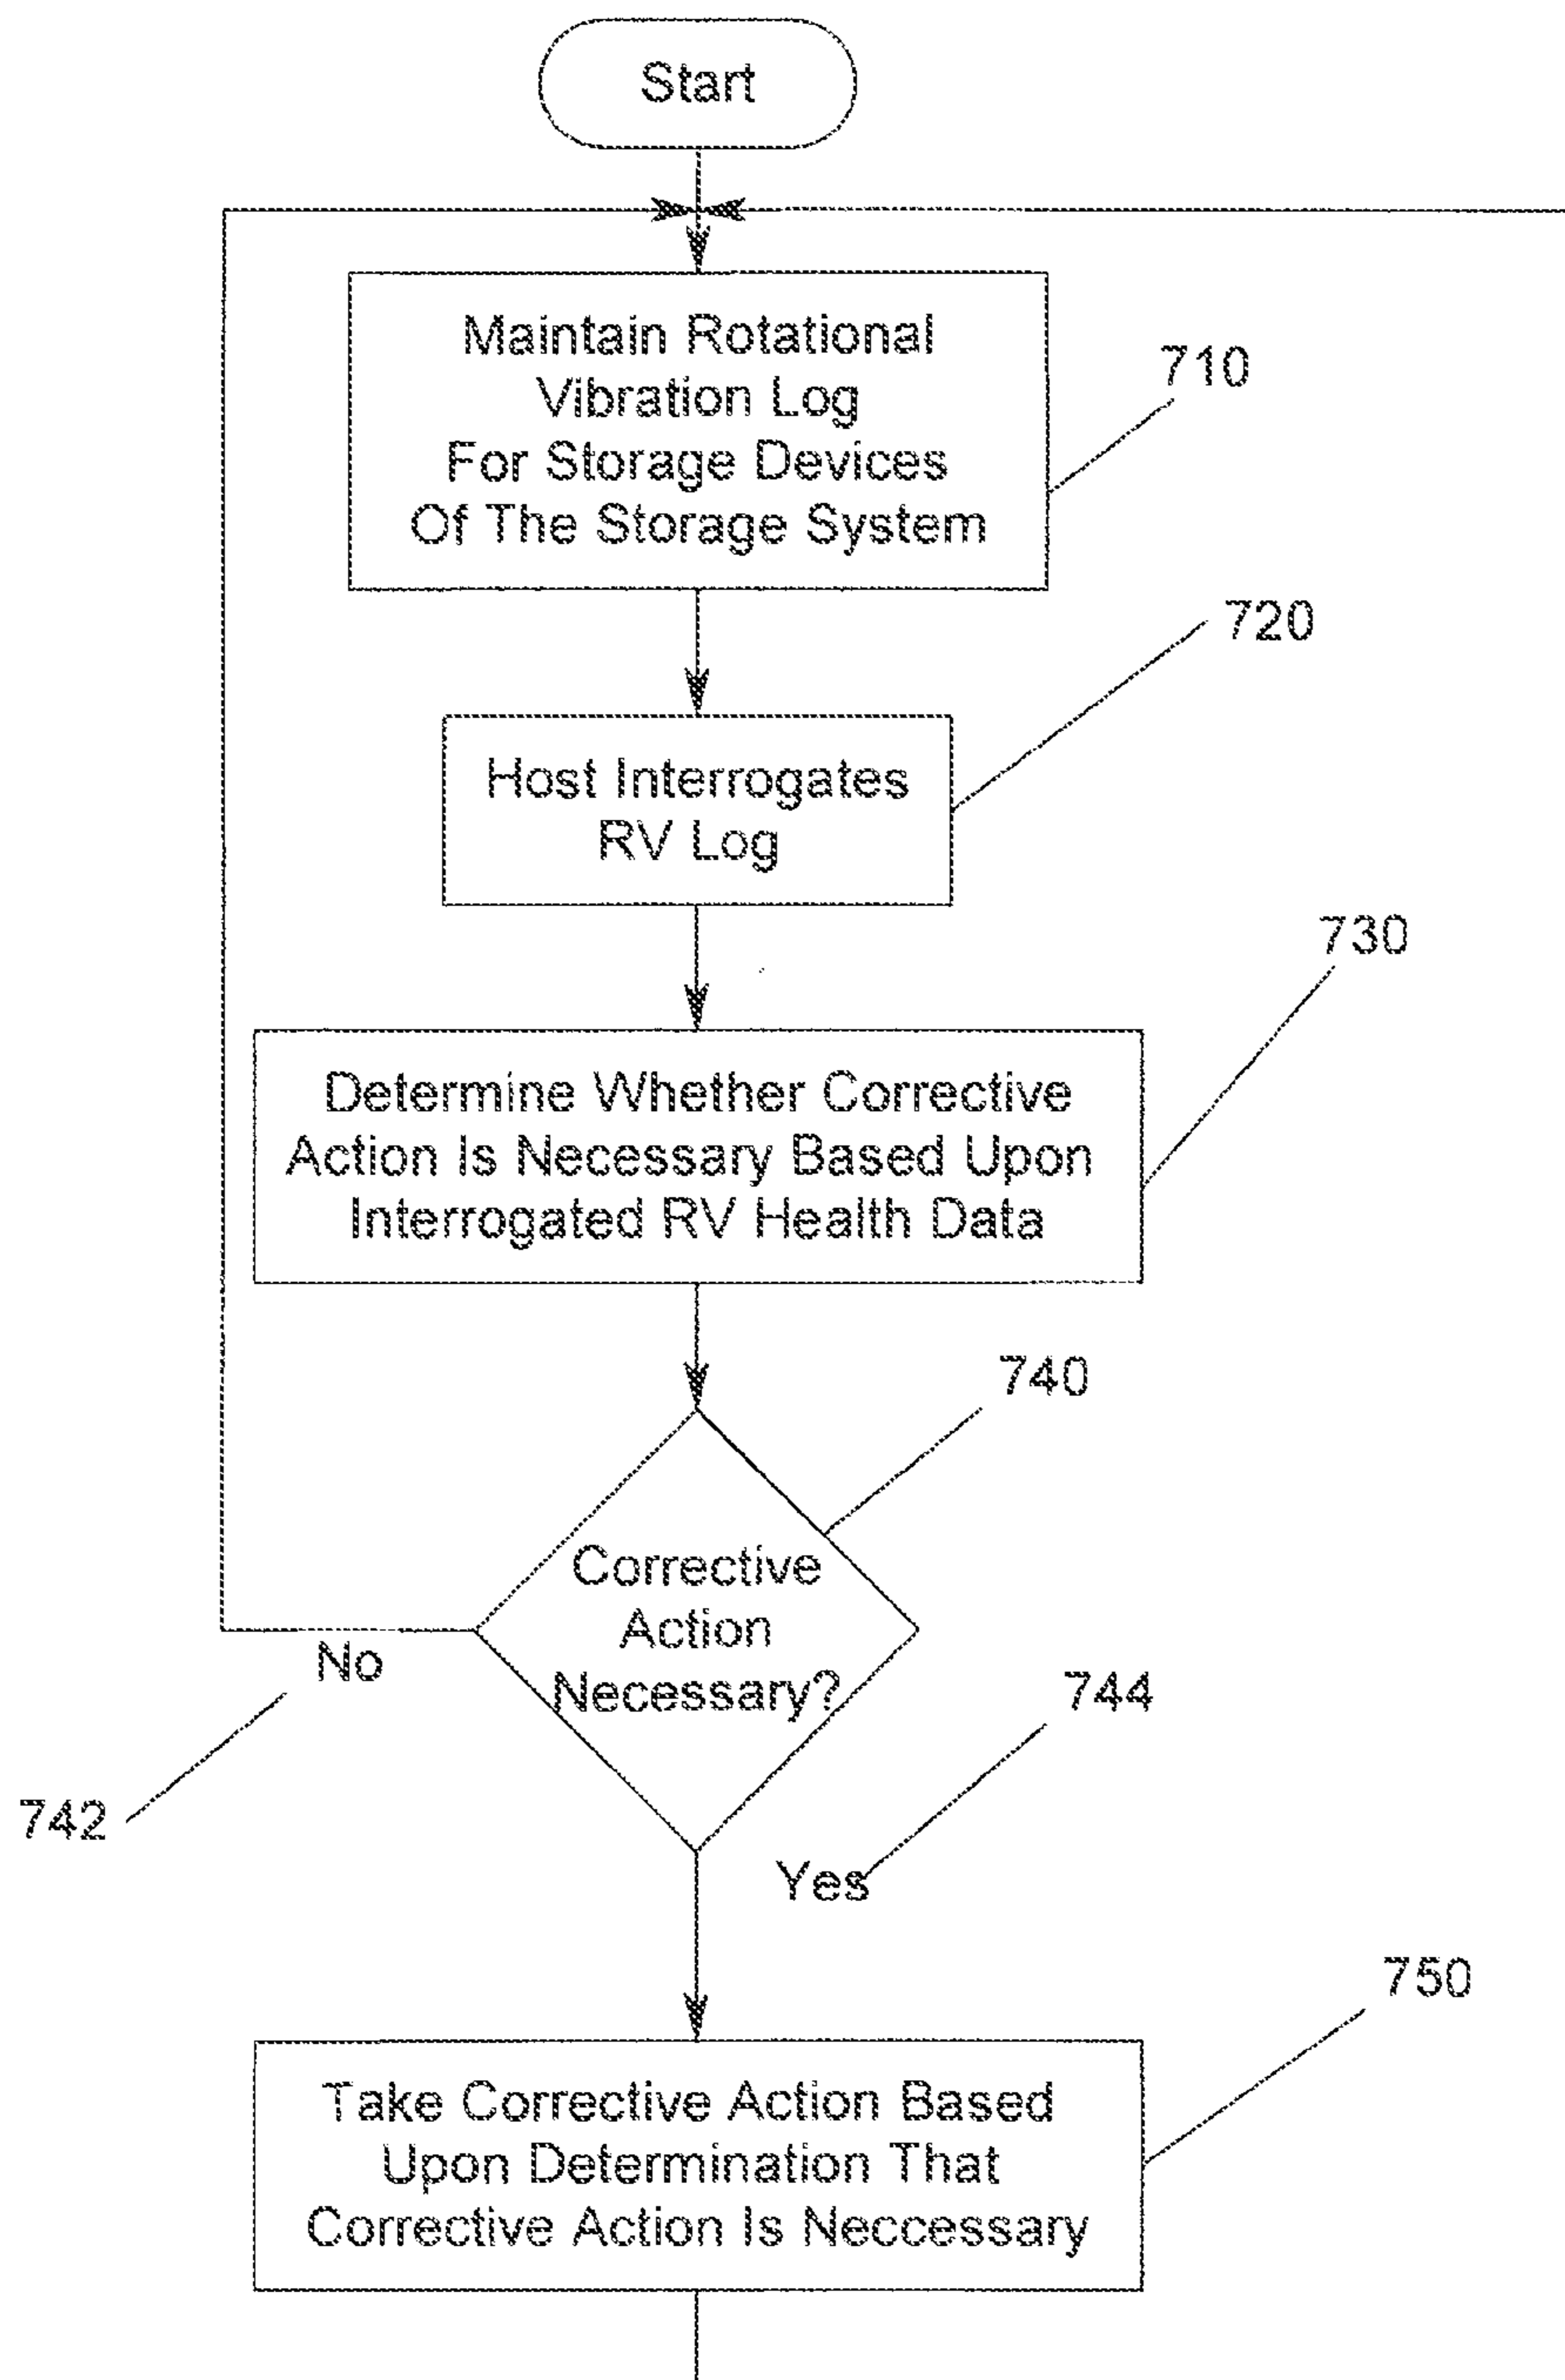 Start
Maintain Rotational
Vibration Log
For Storage Devices
Of The Storage System
710
720
Host Interrogates
RV Log
730
Determine Whether Corrective
Action Is Necessary Based Upon
Interrogated RV Health Data
740
Corrective
Action
Necessary?
No
744
742
Yes
750
Take Corrective Action Based
Upon Determination That
Corrective Action Is Neccessary